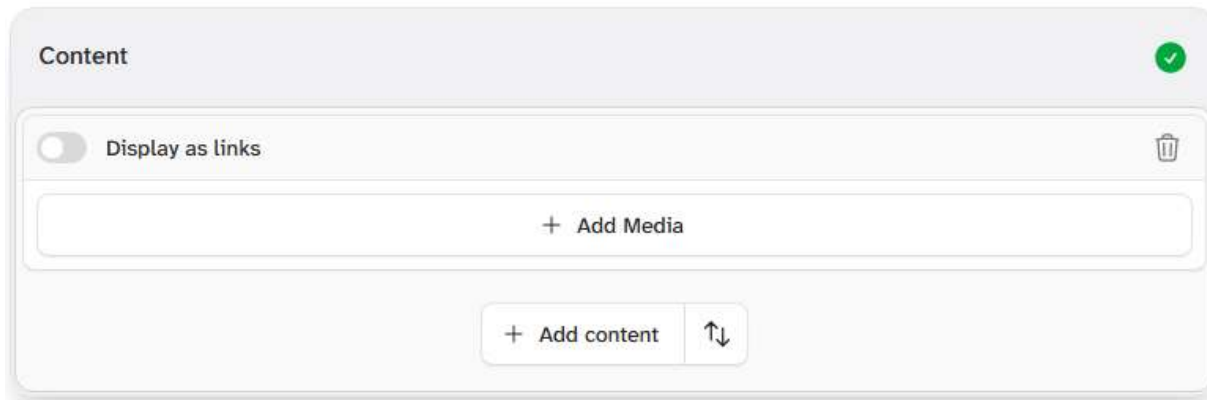 Content
Display as links
+ Add Media
+ Add content